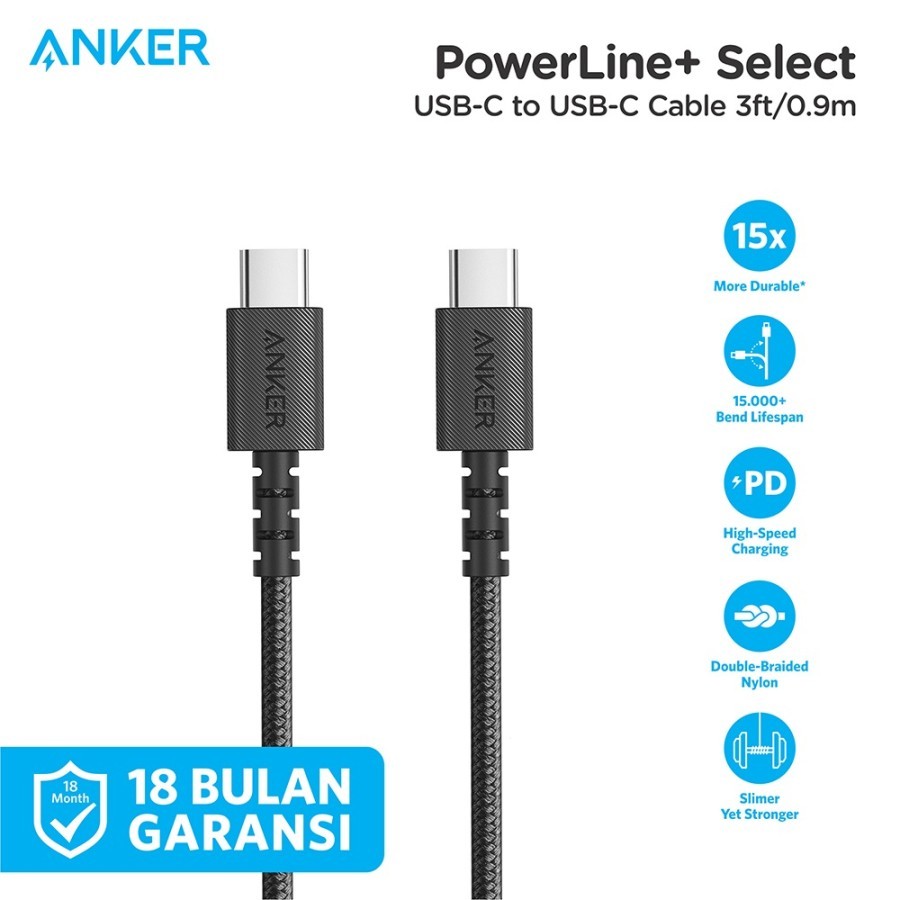 ANKER
PowerLine+ Select
USB-C to USB-C Cable 3ft/0.9m
15x
More Durable*
15.000+
Bend Lifespan
PD
High-Speed
Charging
Double-Braided
Nylon
Slimer
Yet Stronger
ANKER
ANKER
18
Month
18 BULAN
GARANSI